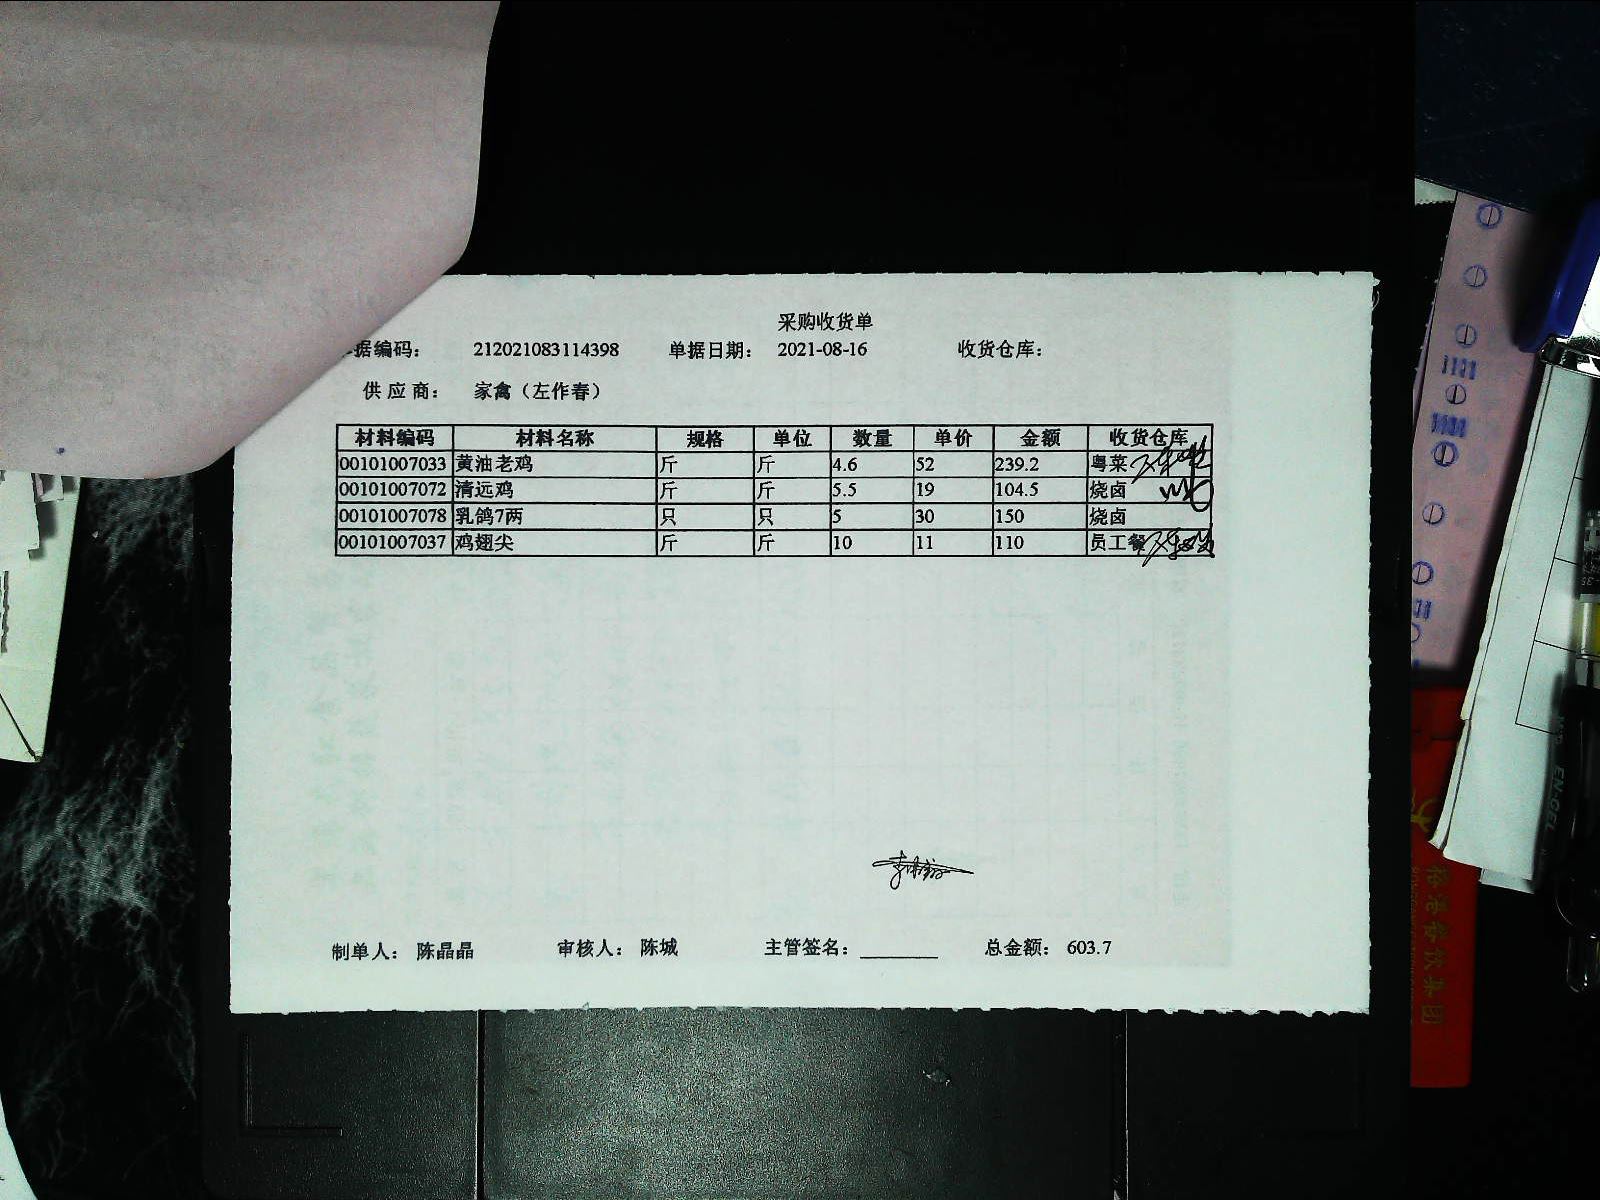 采购收货单
据编码： 212021083114398 单据日期： 2021-08-16 收货仓库：
供应商： 家禽（左作春）
材料编码 材料名称 规格 单位 数量 单价 金额 收货仓库
00101007033 黄油老鸡 斤 斤 4.6 52 239.2 粤菜
00101007072 清远鸡 斤 斤 5.5 19 104.5 烧卤
00101007078 乳鸽7两 只 只 5 30 150 烧卤
00101007037 鸡翅尖 斤 斤 10 11 110 员工餐
制单人： 陈晶晶 审核人： 陈城 主管签名： 总金额： 603.7